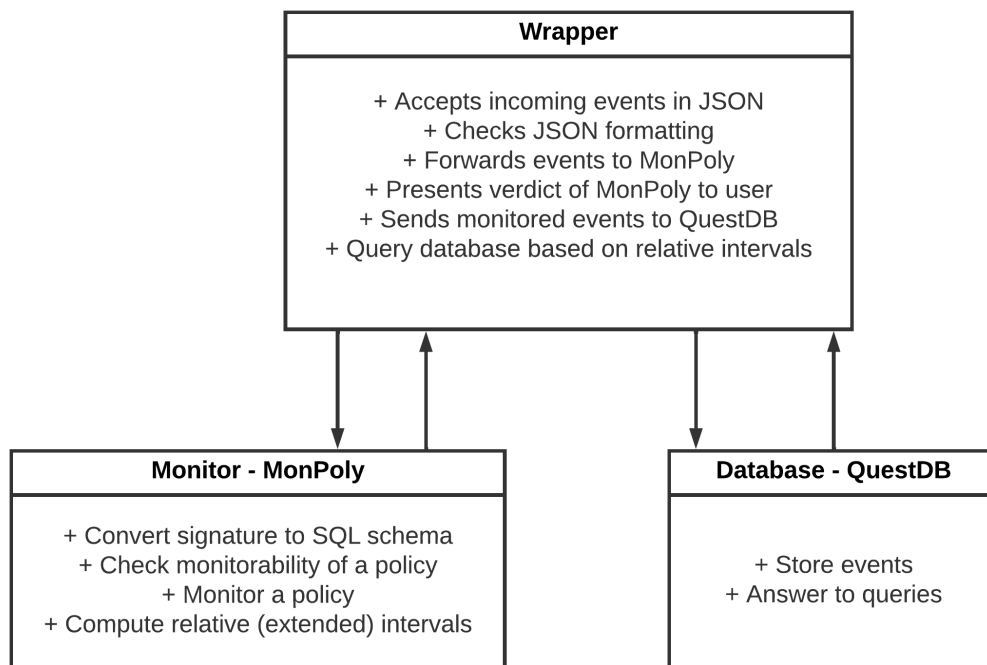 Wrapper
+ Accepts incoming events in JSON
+ Checks JSON formatting
+ Forwards events to MonPoly
+ Presents verdict of MonPoly to user
+ Sends monitored events to QuestDB
+ Query database based on relative intervals
Monitor - MonPoly
+ Convert signature to SQL schema
+ Check monitorability of a policy
+ Monitor a policy
+ Compute relative (extended) intervals
Database - QuestDB
+ Store events
+ Answer to queries